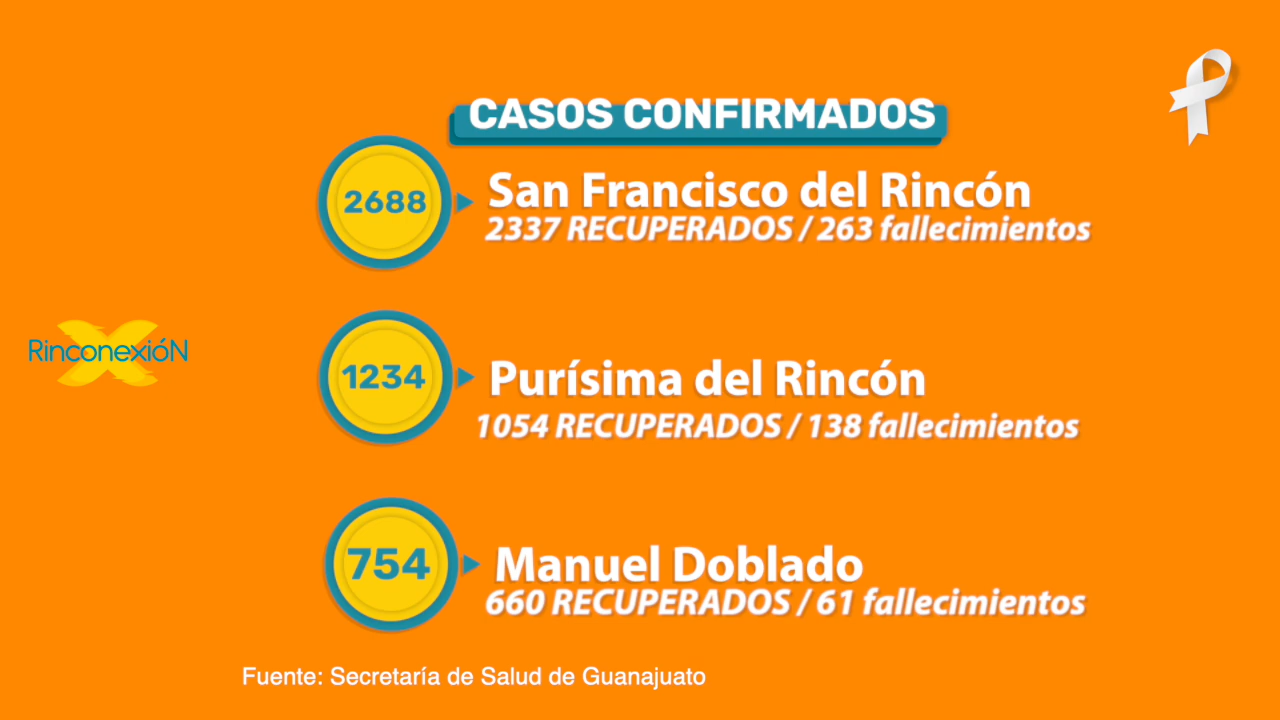 CASOS CONFIRMADOS
2688
San Francisco del Rincón
2337 RECUPERADOS / 263 fallecimientos
RinconexióN
1234
Purísima del Rincón
1054 RECUPERADOS / 138 fallecimientos
754
Manuel Doblado
660 RECUPERADOS / 61 fallecimientos
Fuente: Secretaría de Salud de Guanajuato